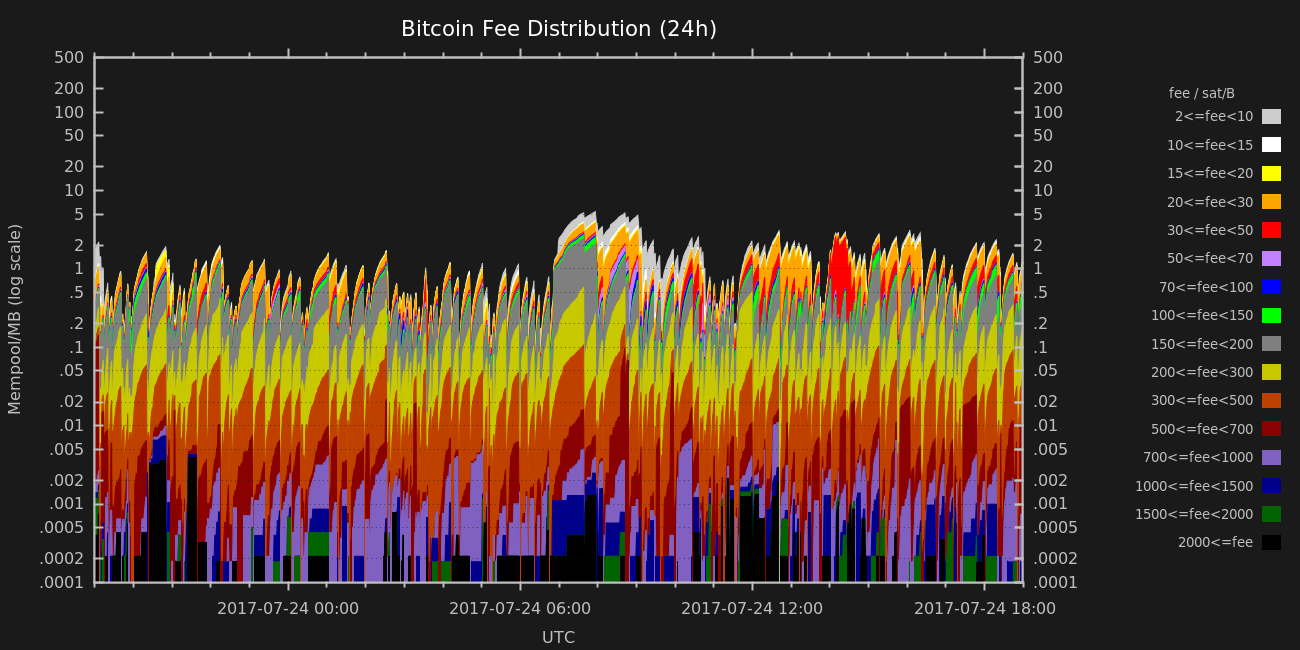 Bitcoin Fee Distribution (24h)
Mempool/MB (log scale)
500
200
100
50
20
10
5
2
1
.5
.2
.1
.05
.02
.01
.005
.002
.001
.0005
.0002
.0001
500
200
100
50
20
10
5
2
1
.5
.2
.1
.05
.02
.01
.005
.002
.001
.0005
.0002
.0001
2017-07-24 00:00
2017-07-24 06:00
2017-07-24 12:00
2017-07-24 18:00
UTC
fee / sat/B
2<=fee<10
10<=fee<15
15<=fee<20
20<=fee<30
30<=fee<50
50<=fee<70
70<=fee<100
100<=fee<150
150<=fee<200
200<=fee<300
300<=fee<500
500<=fee<700
700<=fee<1000
1000<=fee<1500
1500<=fee<2000
2000<=fee